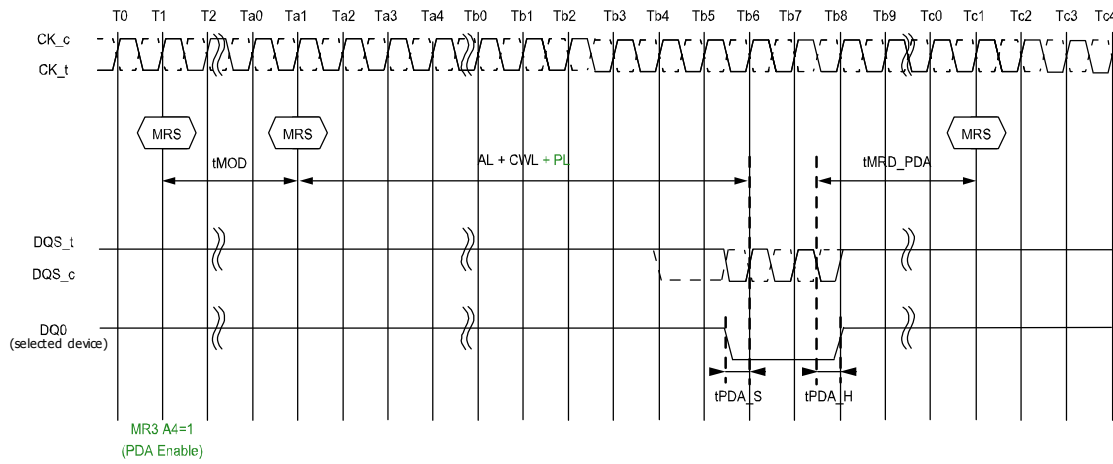 T0 T1 T2 Ta0 Ta1 Ta2 Ta3 Ta4 Tb0 Tb1 Tb2 Tb3 Tb4 Tb5 Tb6 Tb7 Tb8 Tb9 Tc0 Tc1 Tc2 Tc3 Tc4
CK_c
CK_t
MRS MRS MRS
tMOD AL + CWL + PL tMRD_PDA
DQS_t
DQS_c
DQ0
(selected device)
tPDA_S tPDA_H
MR3 A4=1
(PDA Enable)